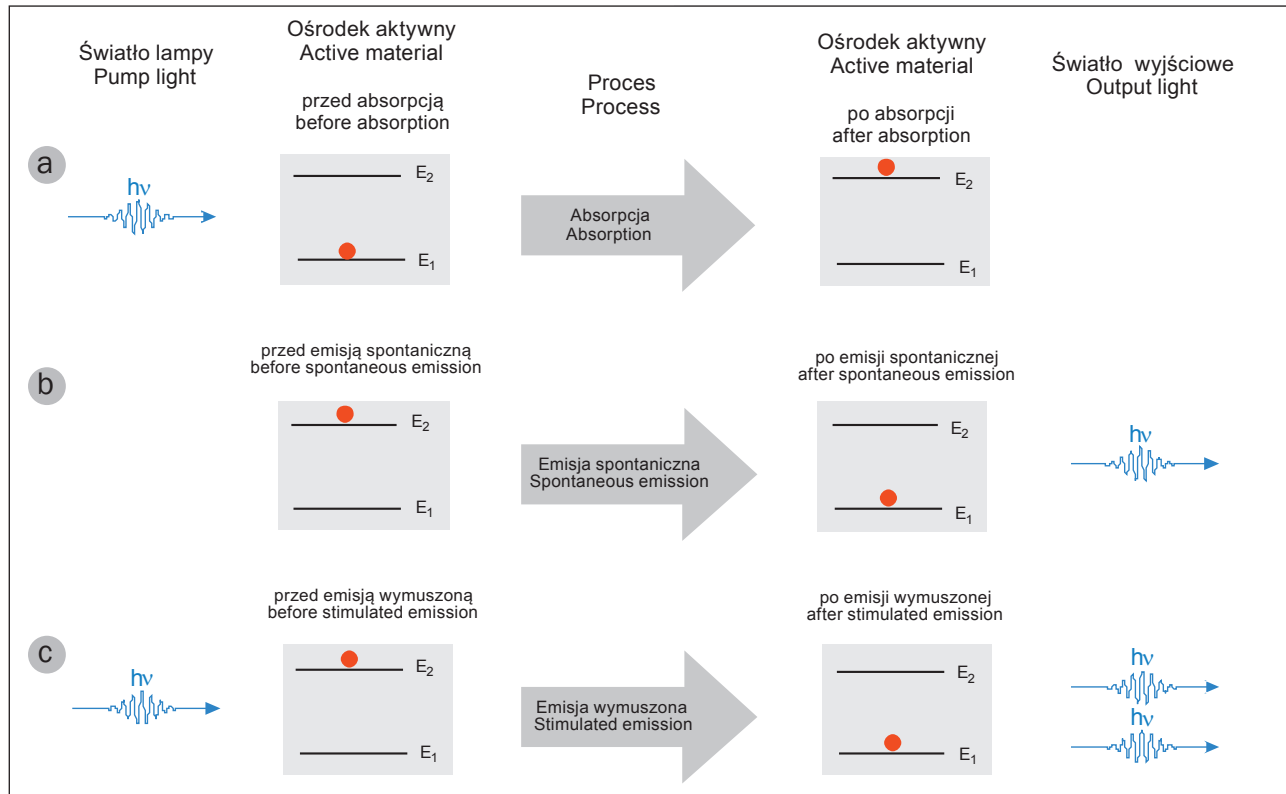 Światło lampy
Pump light
Ośrodek aktywny
Active material
przed absorpcją
before absorption
Proces
Process
Ośrodek aktywny
Active material
po absorpcji
after absorption
Światło wyjściowe
Output light
a
hν
E2
E1
Absorpcja
Absorption
E2
E1
b
przed emisją spontaniczną
before spontaneous emission
E2
E1
Emisja spontaniczna
Spontaneous emission
po emisji spontanicznej
after spontaneous emission
E2
E1
hν
c
hν
przed emisją wymuszoną
before stimulated emission
E2
E1
Emisja wymuszona
Stimulated emission
po emisji wymuszonej
after stimulated emission
E2
E1
hν
hν